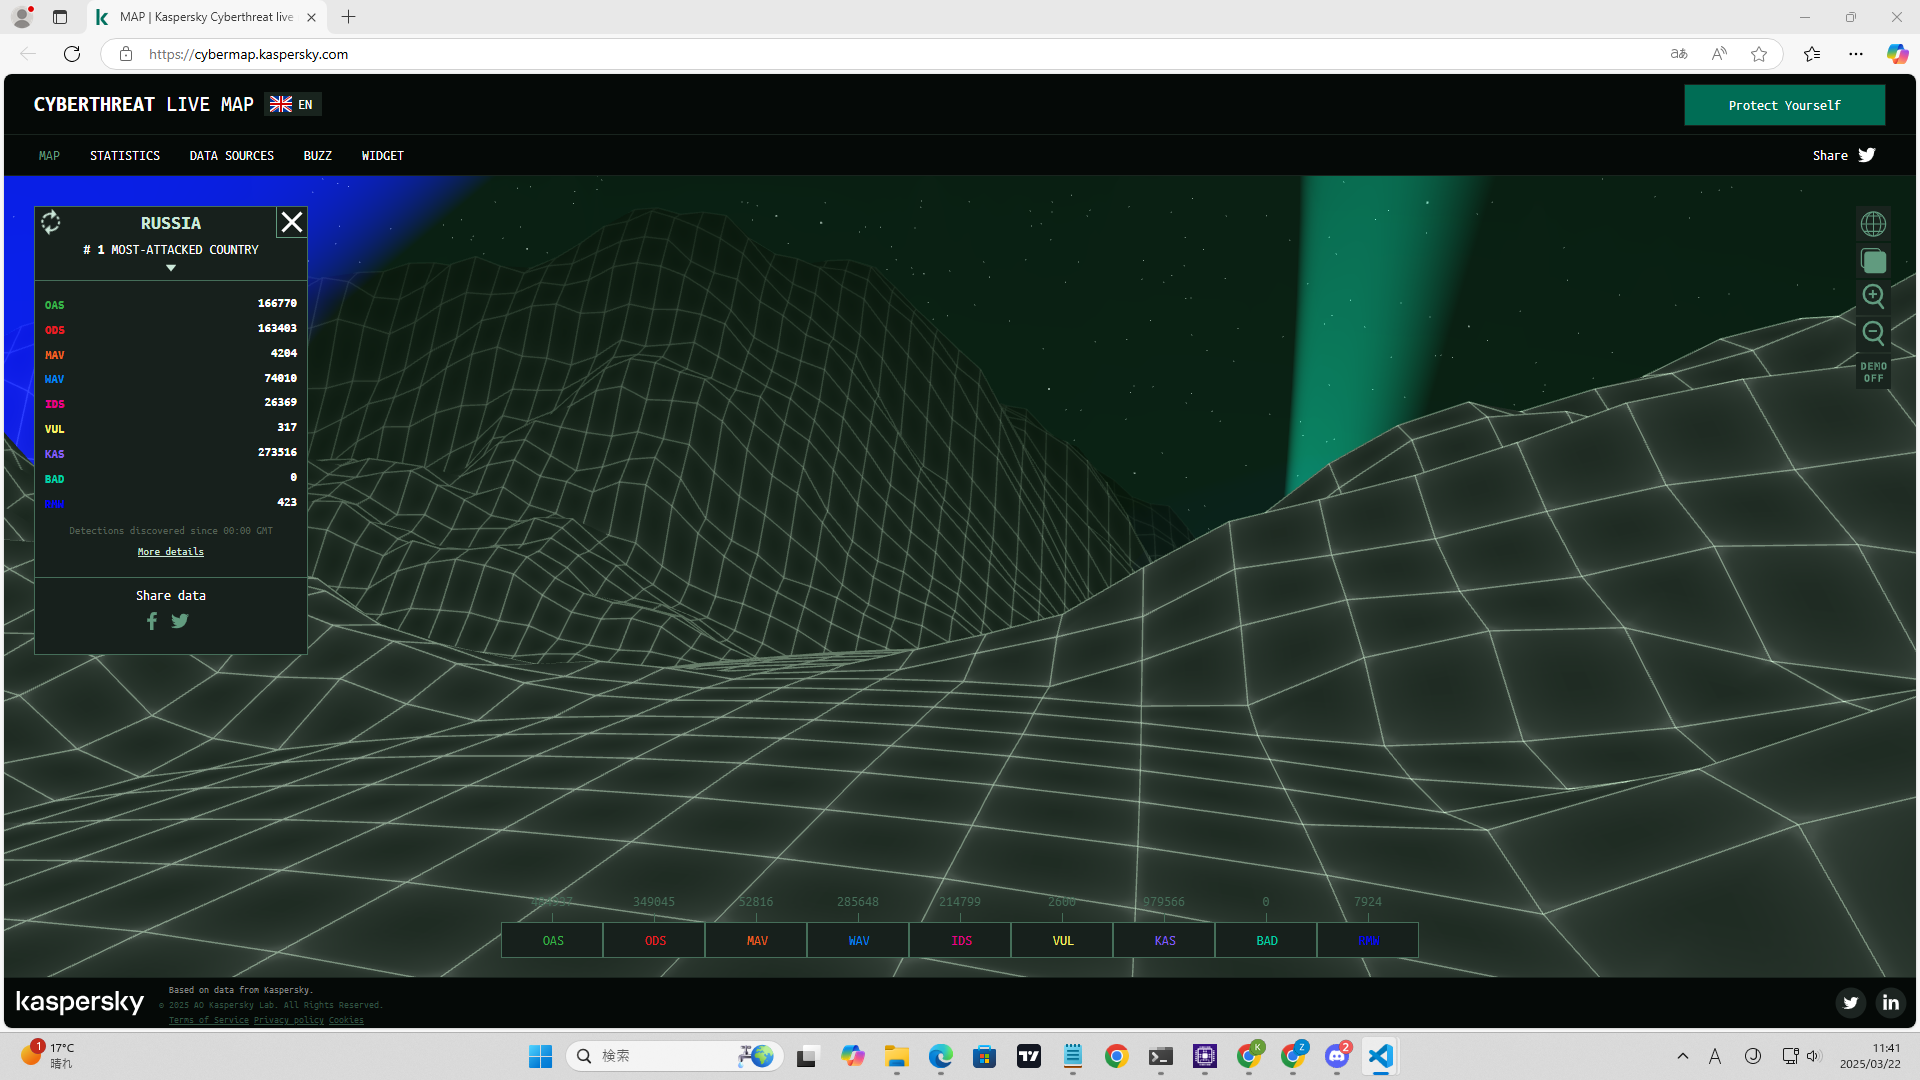 MAP | Kaspersky Cyberthreat live
https://cybermap.kaspersky.com
CYBERTHREAT LIVE MAP EN
Protect Yourself
MAP STATISTICS DATA SOURCES BUZZ WIDGET
Share
RUSSIA
# 1 MOST-ATTACKED COUNTRY
OAS 166770
ODS 163403
MAV 4204
WAV 74010
IDS 26369
VUL 317
KAS 273516
BAD 0
RMW 423
Detections discovered since 00:00 GMT
More details
Share data
DEMO
OFF
349045 52816 285648 214799 2600 979566 0 7924
OAS ODS MAV WAV IDS VUL KAS BAD RMW
kaspersky
Based on data from Kaspersky.
© 2025 AO Kaspersky Lab. All Rights Reserved.
Terms of Service Privacy policy Cookies
1
17°C
晴れ
検索
K
Z
2
A
11:41
2025/03/22